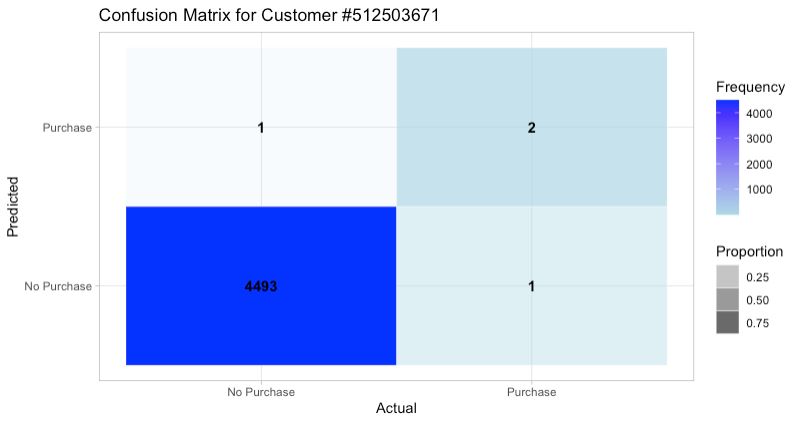 Confusion Matrix for Customer #512503671
Predicted
Purchase
No Purchase
1
2
4493
1
No Purchase
Purchase
Actual
Frequency
4000
3000
2000
1000
Proportion
0.25
0.50
0.75